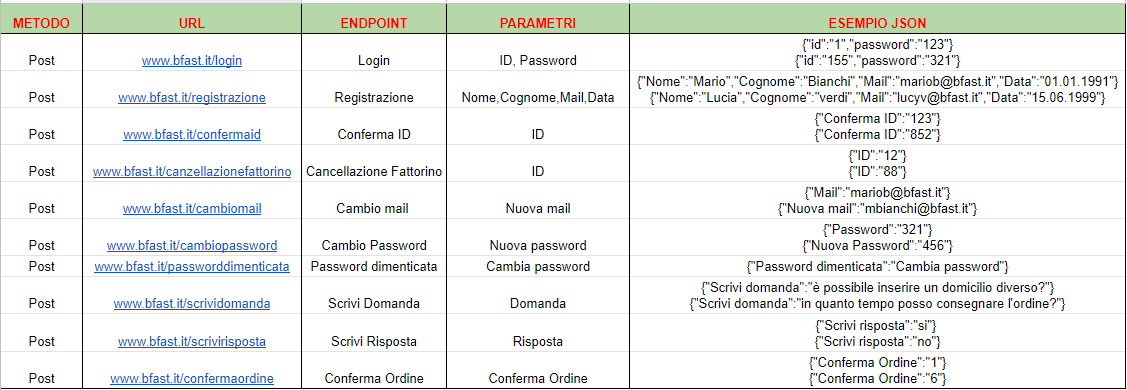 METODO URL ENDPOINT PARAMETRI ESEMPIO JSON
{"id":"1","password":"123"}
Post www.bfast.it/login Login ID, Password {"id":"155","password":"321"}
{"Nome":"Mario","Cognome":"Bianchi","Mail":"mariob@bfast.it","Data":"01.01.1991"}
Post www.bfast.it/registrazione Registrazione Nome,Cognome,Mail,Data {"Nome":"Lucia","Cognome":"verdi","Mail":"lucyv@bfast.it","Data":"15.06.1999"}
{"Conferma ID":"123"}
Post www.bfast.it/confermaid Conferma ID ID {"Conferma ID":"852"}
{"ID":"12"}
Post www.bfast.it/canzellazionefattorino Cancellazione Fattorino ID {"ID":"88"}
{"Mail":"mariob@bfast.it"}
Post www.bfast.it/cambiomail Cambio mail Nuova mail {"Nuova mail":"mbianchi@bfast.it"}
{"Password":"321"}
Post www.bfast.it/cambiopassword Cambio Password Nuova password {"Nuova Password":"456"}
Post www.bfast.it/passworddimenticata Password dimenticata Cambia password {"Password dimenticata":"Cambia password"}
{"Scrivi domanda":"è possibile inserire un domicilio diverso?"}
Post www.bfast.it/scrividomanda Scrivi Domanda Domanda {"Scrivi domanda":"in quanto tempo posso consegnare l'ordine?"}
{"Scrivi risposta":"si"}
Post www.bfast.it/scrivirisposta Scrivi Risposta Risposta {"Scrivi risposta":"no"}
{"Conferma Ordine":"1"}
Post www.bfast.it/confermaordine Conferma Ordine Conferma Ordine {"Conferma Ordine":"6"}